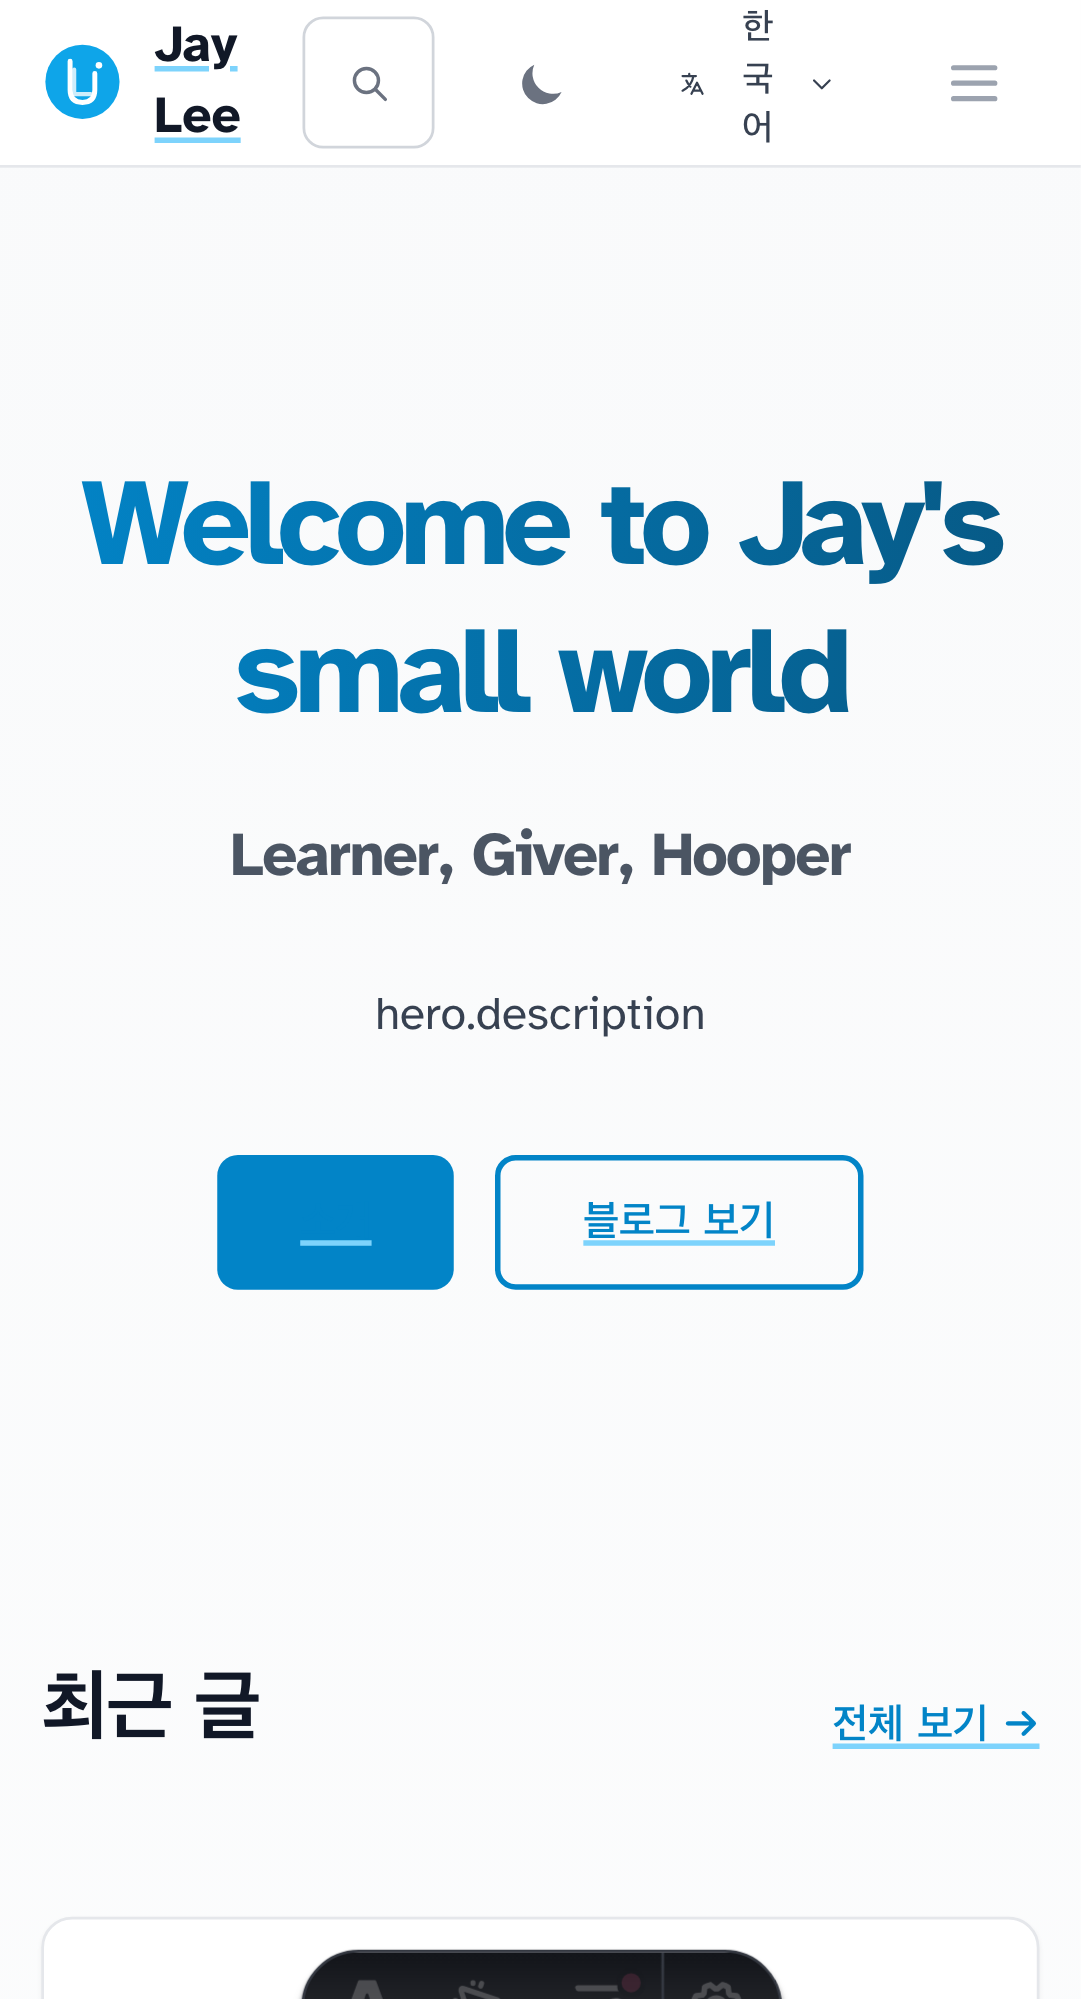 Jay
Lee
한
국
어
Welcome to Jay's
small world
Learner, Giver, Hooper
hero.description
블로그 보기
최근 글
전체 보기 →